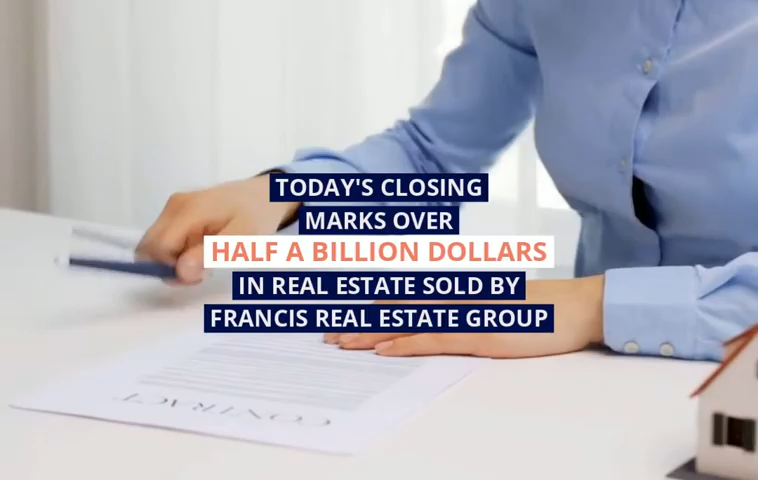 TODAY'S CLOSING
MARKS OVER
HALF A BILLION DOLLARS
IN REAL ESTATE SOLD BY
FRANCIS REAL ESTATE GROUP
CONTRACT